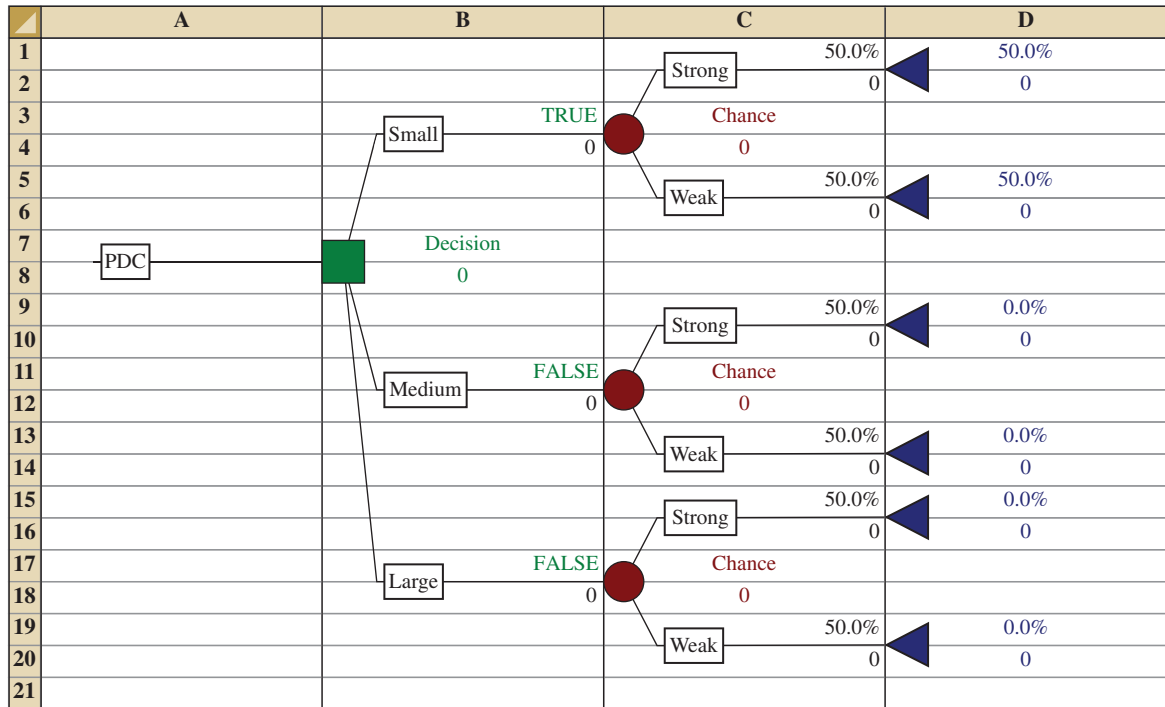 A B C D
1 50.0% 50.0%
Strong
2 0 0
3 TRUE Chance
Small
4 0 0
5 50.0% 50.0%
Weak
6 0 0
7 Decision
PDC
8 0
9 50.0% 0.0%
Strong
10 0 0
11 FALSE Chance
Medium
12 0 0
13 50.0% 0.0%
Weak
14 0 0
15 50.0% 0.0%
Strong
16 0 0
17 FALSE Chance
Large
18 0 0
19 50.0% 0.0%
Weak
20 0 0
21